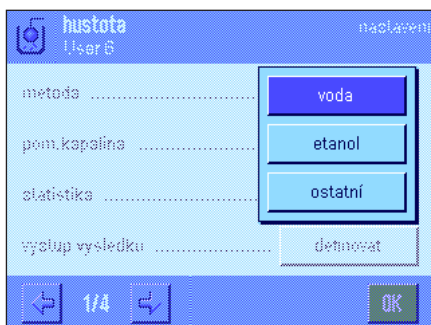 hustota
nastavení
User 6
metoda ........................
voda
pom.kapalina ..................
etanol
statistika .......................
ostatní
výstup výsledku ..................
definovat
1/4
OK